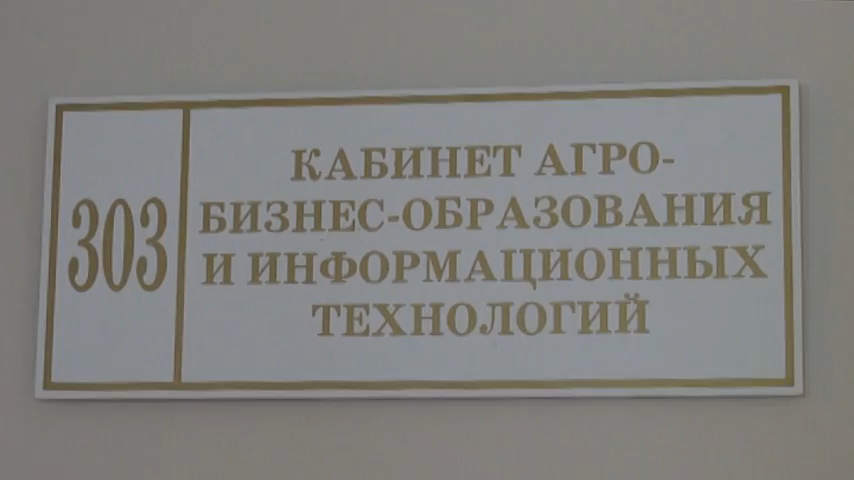 303
КАБИНЕТ АГРО-
БИЗНЕС-ОБРАЗОВАНИЯ
И ИНФОРМАЦИОННЫХ
ТЕХНОЛОГИЙ